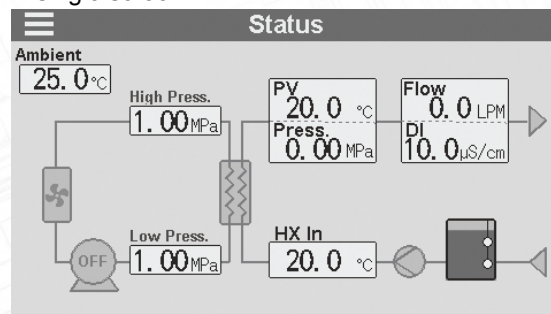 Status
Ambient
25.0°C
High Press.
1.00MPa
PV
20.0 °C
Press.
0.00 MPa
Flow
0.0 LPM
DI
10.0µS/cm
OFF
Low Press.
1.00MPa
HX In
20.0 °C